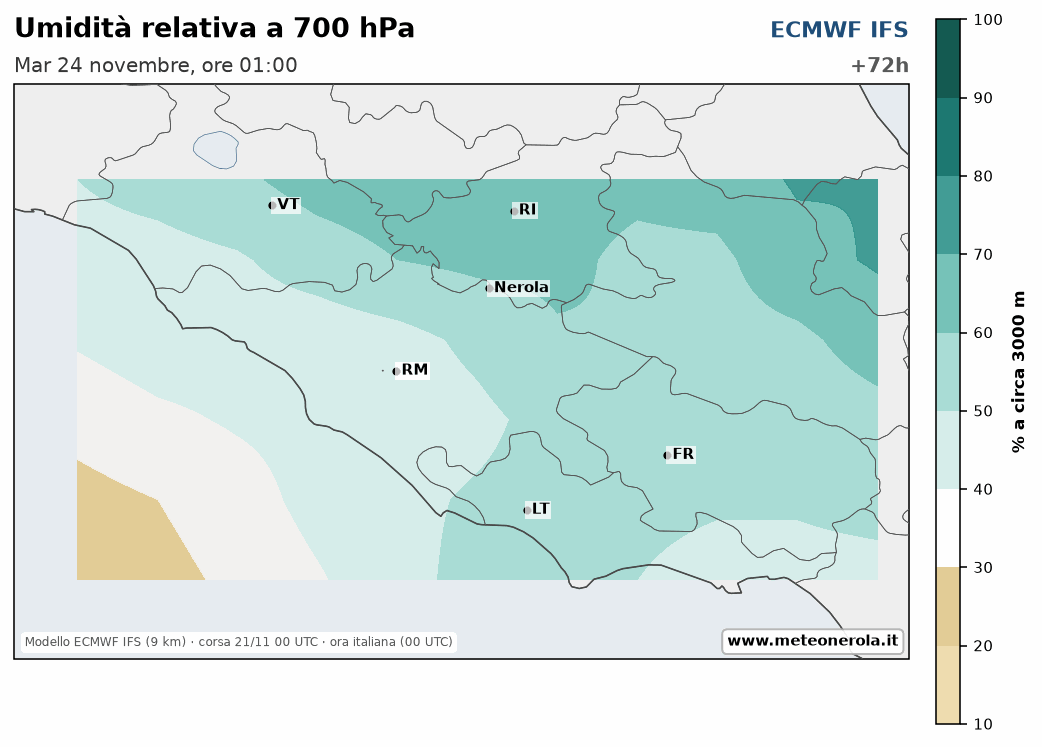 Umidità relativa a 700 hPa
ECMWF IFS
Mar 24 novembre, ore 01:00
+72h
VT
RI
Nerola
RM
FR
LT
Modello ECMWF IFS (9 km) · corsa 21/11 00 UTC · ora italiana (00 UTC)
www.meteonerola.it
100
90
80
70
60
50
40
30
20
10
% a circa 3000 m